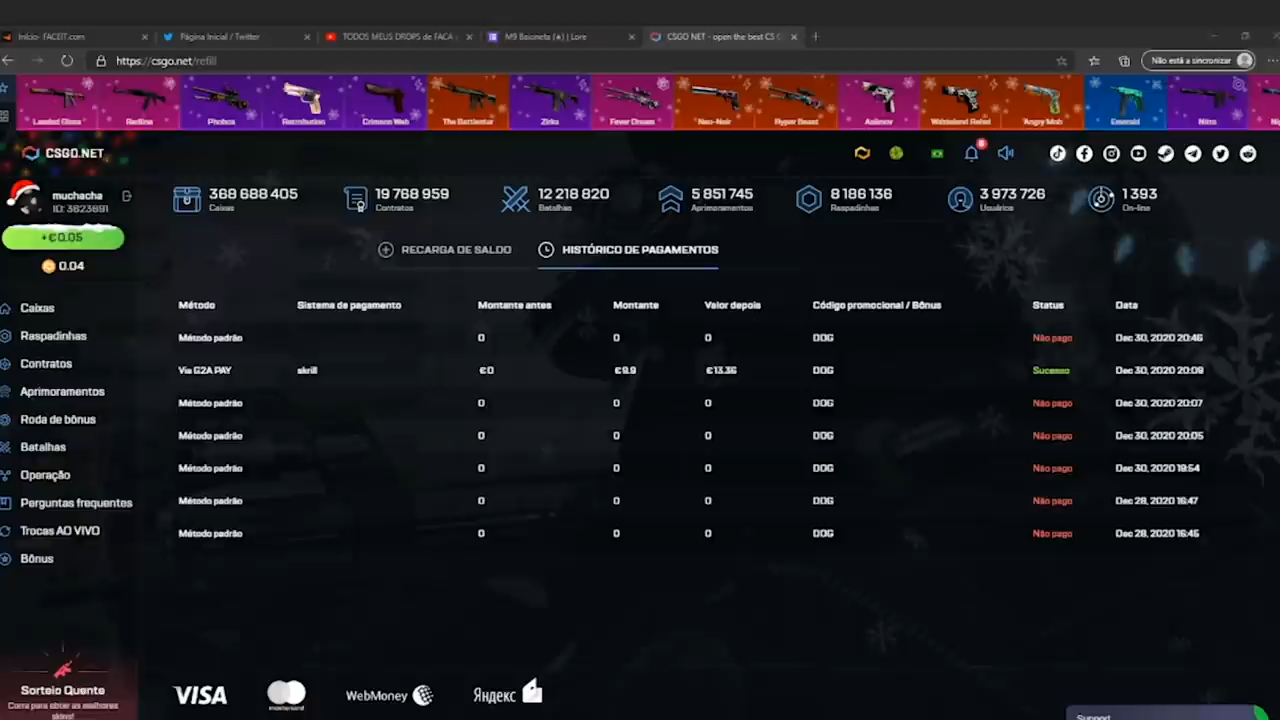 Início- FACEIT.com
Página Inicial / Twitter
TODOS MEUS DROPS de FACA
M9 Baioneta (★) | Lore
CSGO NET - open the best CS
https://csgo.net/refill
Não está a sincronizar
Redline
Phobos
Crimson Web
The Battlestar
Zirka
Fever Dream
Neo-Noir
Hyper Beast
Asiimov
Wasteland Rebel
Angry Mob
Emerald
Nitro
CSGO.NET
8
muchacha
ID: 3823691
368 688 405
Caixas
19 788 959
Contratos
12 218 820
Batalhas
5 851 745
Aprimoramentos
8 186 136
Raspadinhas
3 973 726
Usuários
1 393
On-line
+€0.05
0.04
RECARGA DE SALDO
HISTÓRICO DE PAGAMENTOS
Método Sistema de pagamento Montante antes Montante Valor depois Código promocional / Bônus Status Data
Método padrão 0 0 0 DOG Não pago Dec 30, 2020 20:46
Via G2A PAY skrill €0 €9.9 €13.36 DOG Sucesso Dec 30, 2020 20:09
Método padrão 0 0 0 DOG Não pago Dec 30, 2020 20:07
Método padrão 0 0 0 DOG Não pago Dec 30, 2020 20:05
Método padrão 0 0 0 DOG Não pago Dec 30, 2020 19:54
Método padrão 0 0 0 DOG Não pago Dec 28, 2020 16:47
Método padrão 0 0 0 DOG Não pago Dec 28, 2020 16:45
Caixas
Raspadinhas
Contratos
Aprimoramentos
Roda de bônus
Batalhas
Operação
Perguntas frequentes
Trocas AO VIVO
Bônus
Sorteio Quente
Corra para obter as melhores
skins!
VISA
mastercard
WebMoney
Яндекс
Support